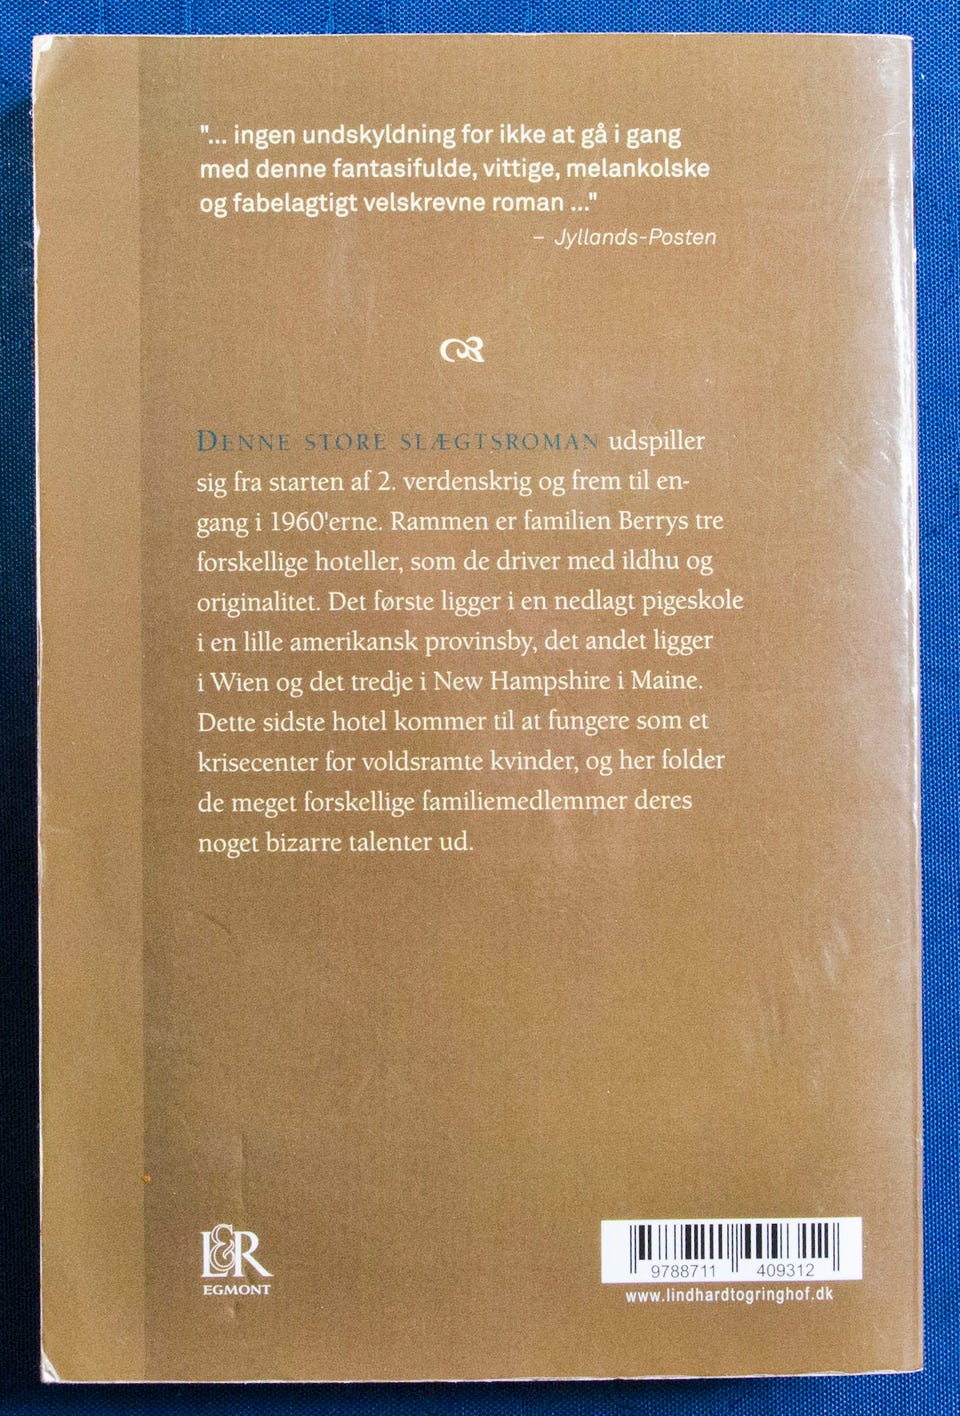 "... ingen undskyldning for ikke at gå i gang
med denne fantasifulde, vittige, melankolske
og fabelagtigt velskrevne roman ..."
– Jyllands-Posten
DENNE STORE SLÆGTSROMAN udspiller
sig fra starten af 2. verdenskrig og frem til en-
gang i 1960'erne. Rammen er familien Berrys tre
forskellige hoteller, som de driver med ildhu og
originalitet. Det første ligger i en nedlagt pigeskole
i en lille amerikansk provinsby, det andet ligger
i Wien og det tredje i New Hampshire i Maine.
Dette sidste hotel kommer til at fungere som et
krisecenter for voldsramte kvinder, og her folder
de meget forskellige familiemedlemmer deres
noget bizarre talenter ud.
L&R
EGMONT
9788711 409312
www.lindhardtogringhof.dk